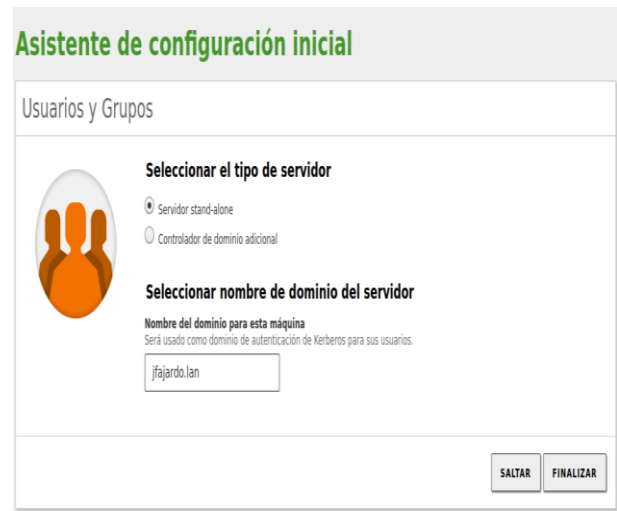 Asistente de configuración inicial
Usuarios y Grupos
Seleccionar el tipo de servidor
Servidor stand-alone
Controlador de dominio adicional
Seleccionar nombre de dominio del servidor
Nombre del dominio para esta máquina
Será usado como dominio de autenticación de Kerberos para sus usuarios.
jfajardo.lan
SALTAR
FINALIZAR